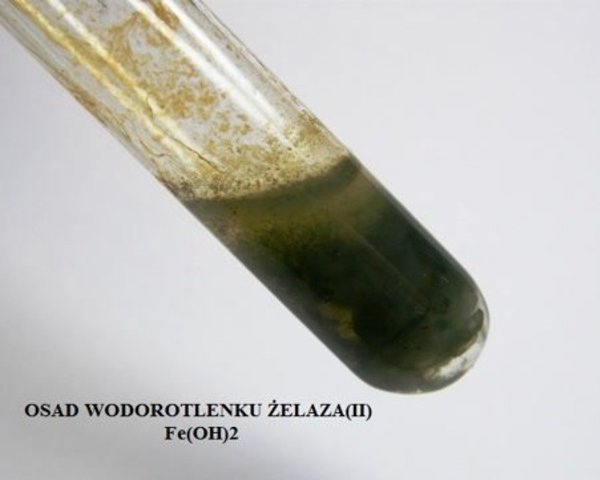 OSAD WODOROTLENKU ŻELAZA(II)
Fe(OH)2